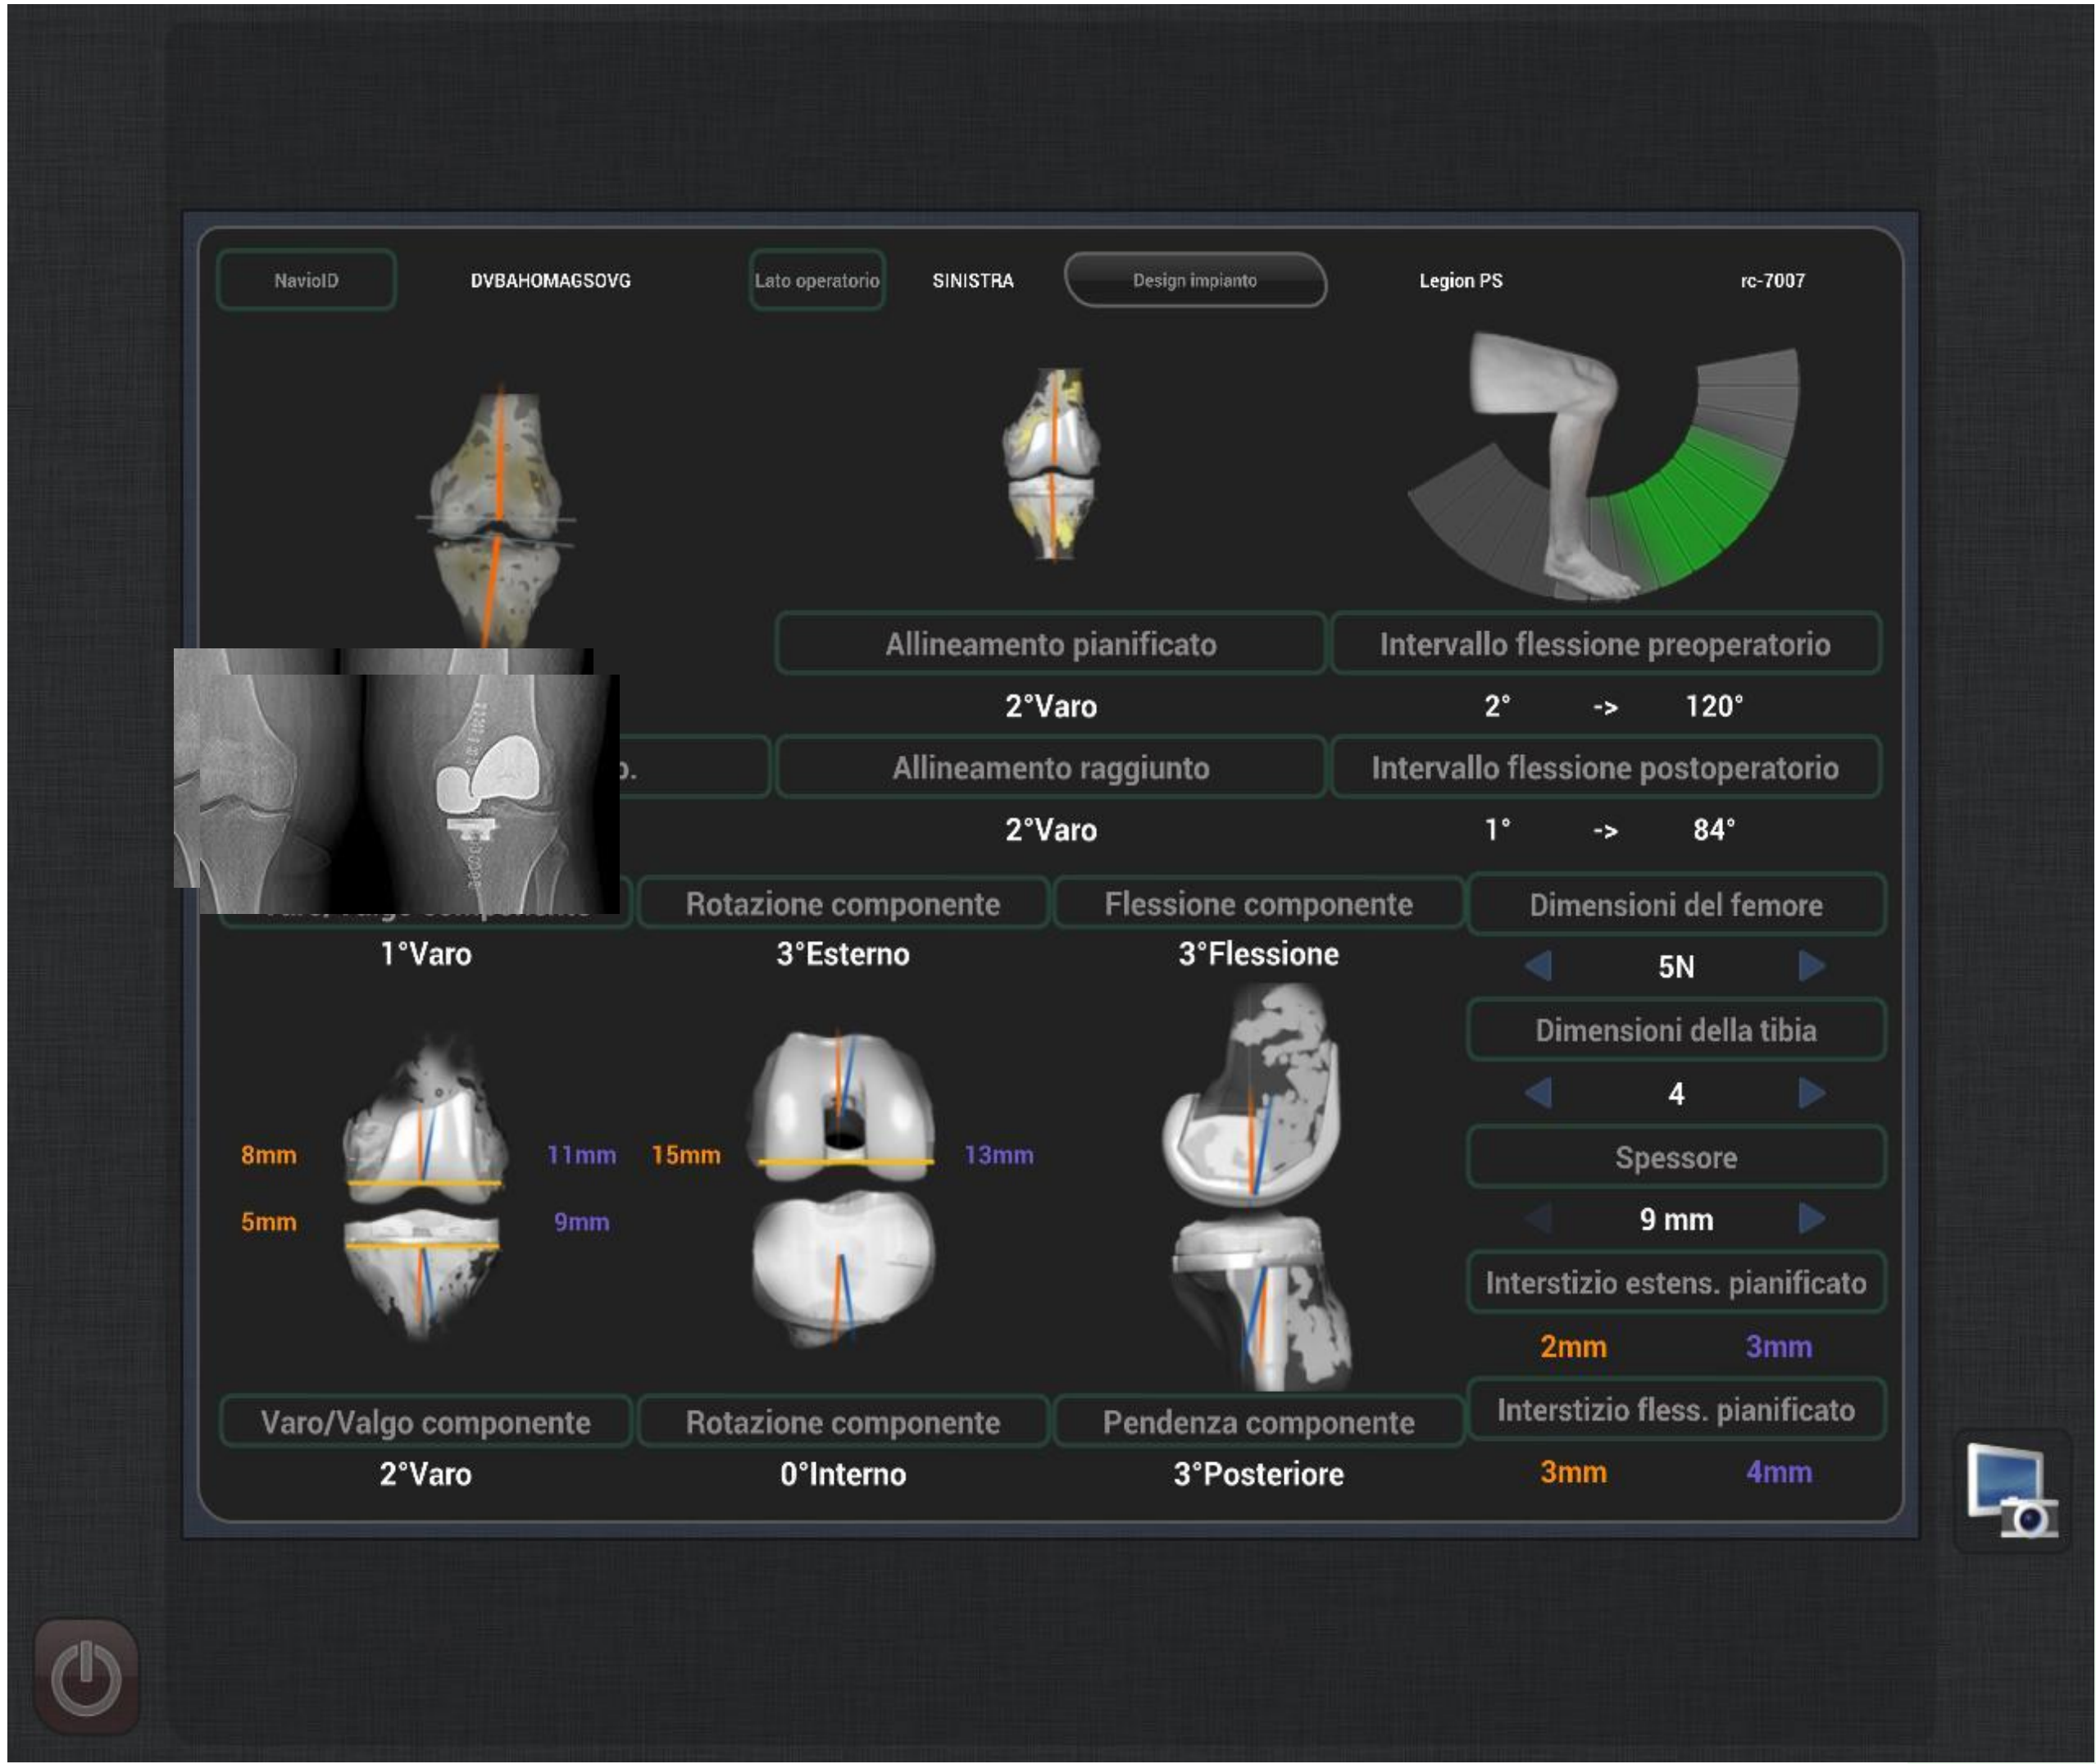 NavioID DVBAHOMAGSOVG Lato operatorio SINISTRA Design impianto Legion PS rc-7007
Allineamento pianificato Intervallo flessione preoperatorio
2°Varo 2° -> 120°
Allineamento raggiunto Intervallo flessione postoperatorio
2°Varo 1° -> 84°
Rotazione componente Flessione componente Dimensioni del femore
1°Varo 3°Esterno 3°Flessione 5N
Dimensioni della tibia
4
8mm 11mm 15mm 13mm Spessore
5mm 9mm 9 mm
Interstizio estens. pianificato
2mm 3mm
Varo/Valgo componente Rotazione componente Pendenza componente Interstizio fless. pianificato
2°Varo 0°Interno 3°Posteriore 3mm 4mm